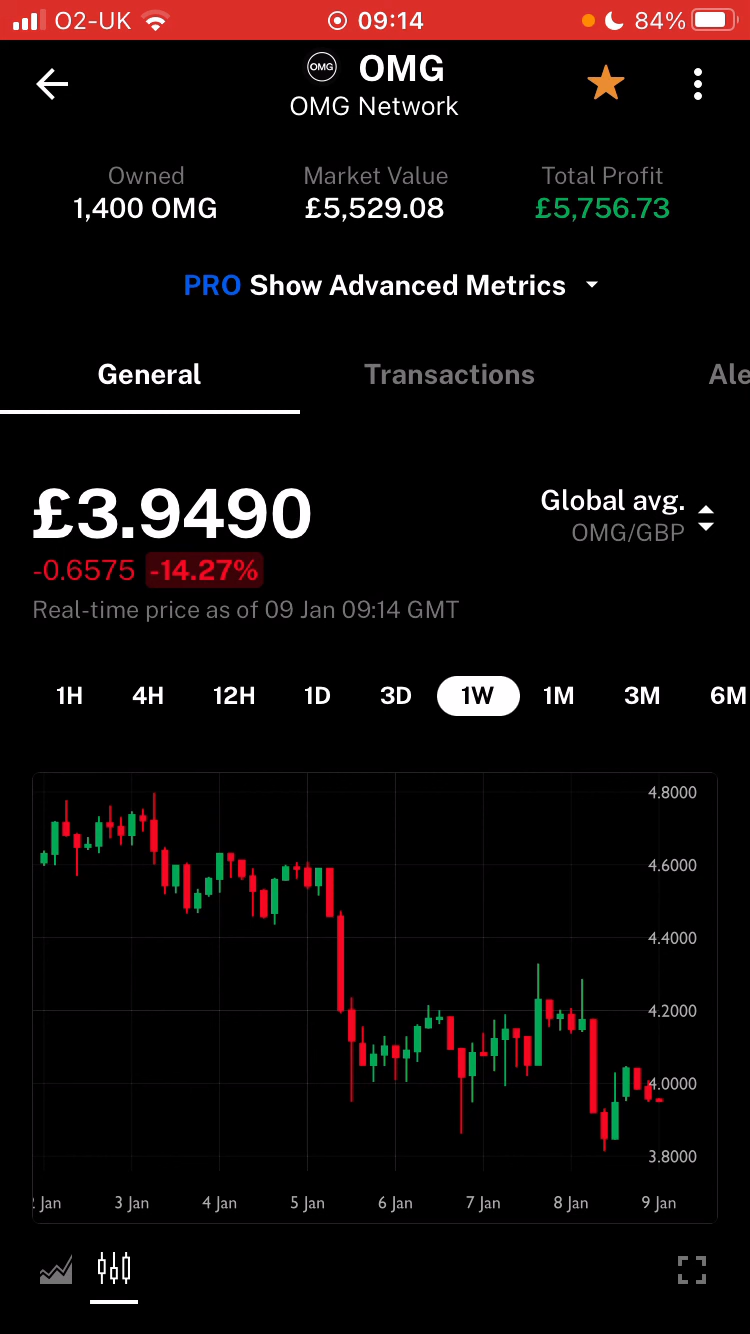 O2-UK 09:14 84%
OMG OMG
OMG Network
Owned Market Value Total Profit
1,400 OMG £5,529.08 £5,756.73
PRO Show Advanced Metrics
General Transactions Ale
£3.9490 Global avg.
OMG/GBP
-0.6575 -14.27%
Real-time price as of 09 Jan 09:14 GMT
1H 4H 12H 1D 3D 1W 1M 3M 6M
4.8000
4.6000
4.4000
4.2000
4.0000
3.8000
2 Jan 3 Jan 4 Jan 5 Jan 6 Jan 7 Jan 8 Jan 9 Jan